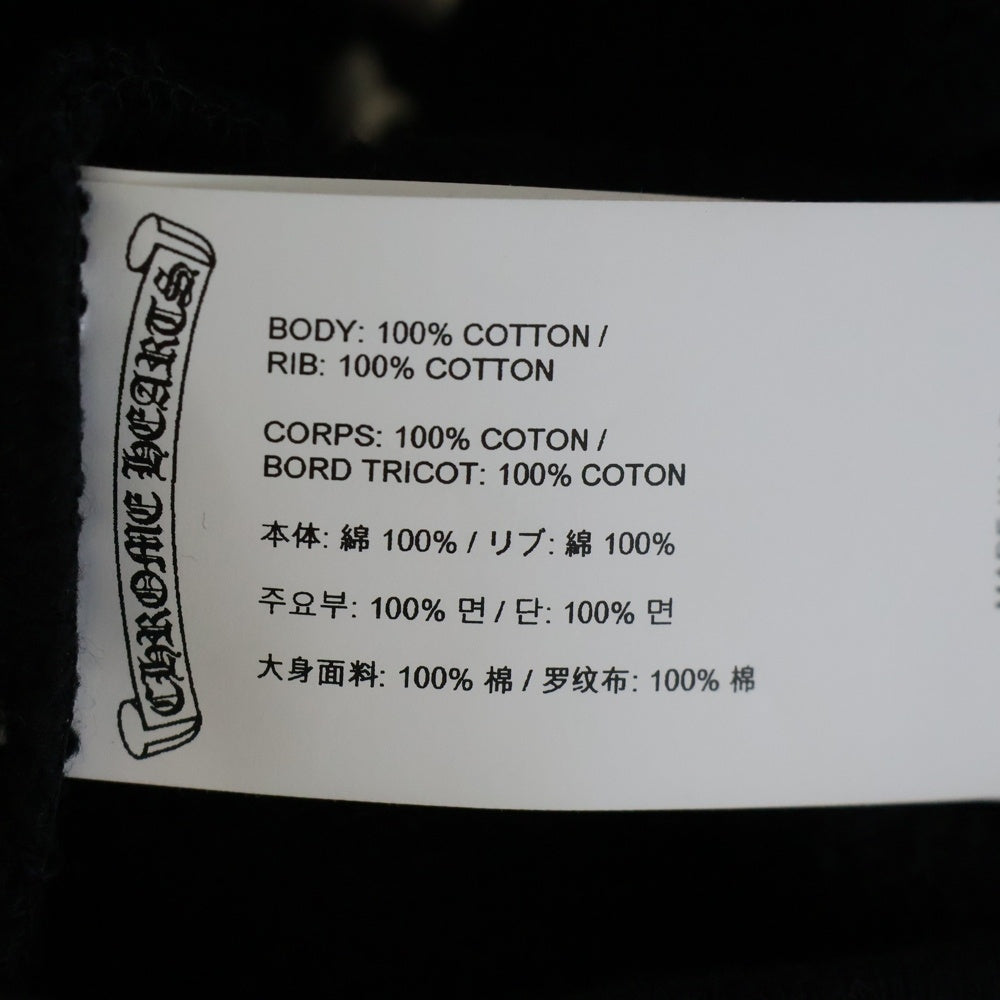 CHROME HEARTS
BODY: 100% COTTON /
RIB: 100% COTTON
CORPS: 100% COTON /
BORD TRICOT: 100% COTON
本体: 綿 100% / リブ: 綿 100%
주요부: 100% 면 / 단: 100% 면
大身面料: 100% 棉 / 罗纹布: 100% 棉